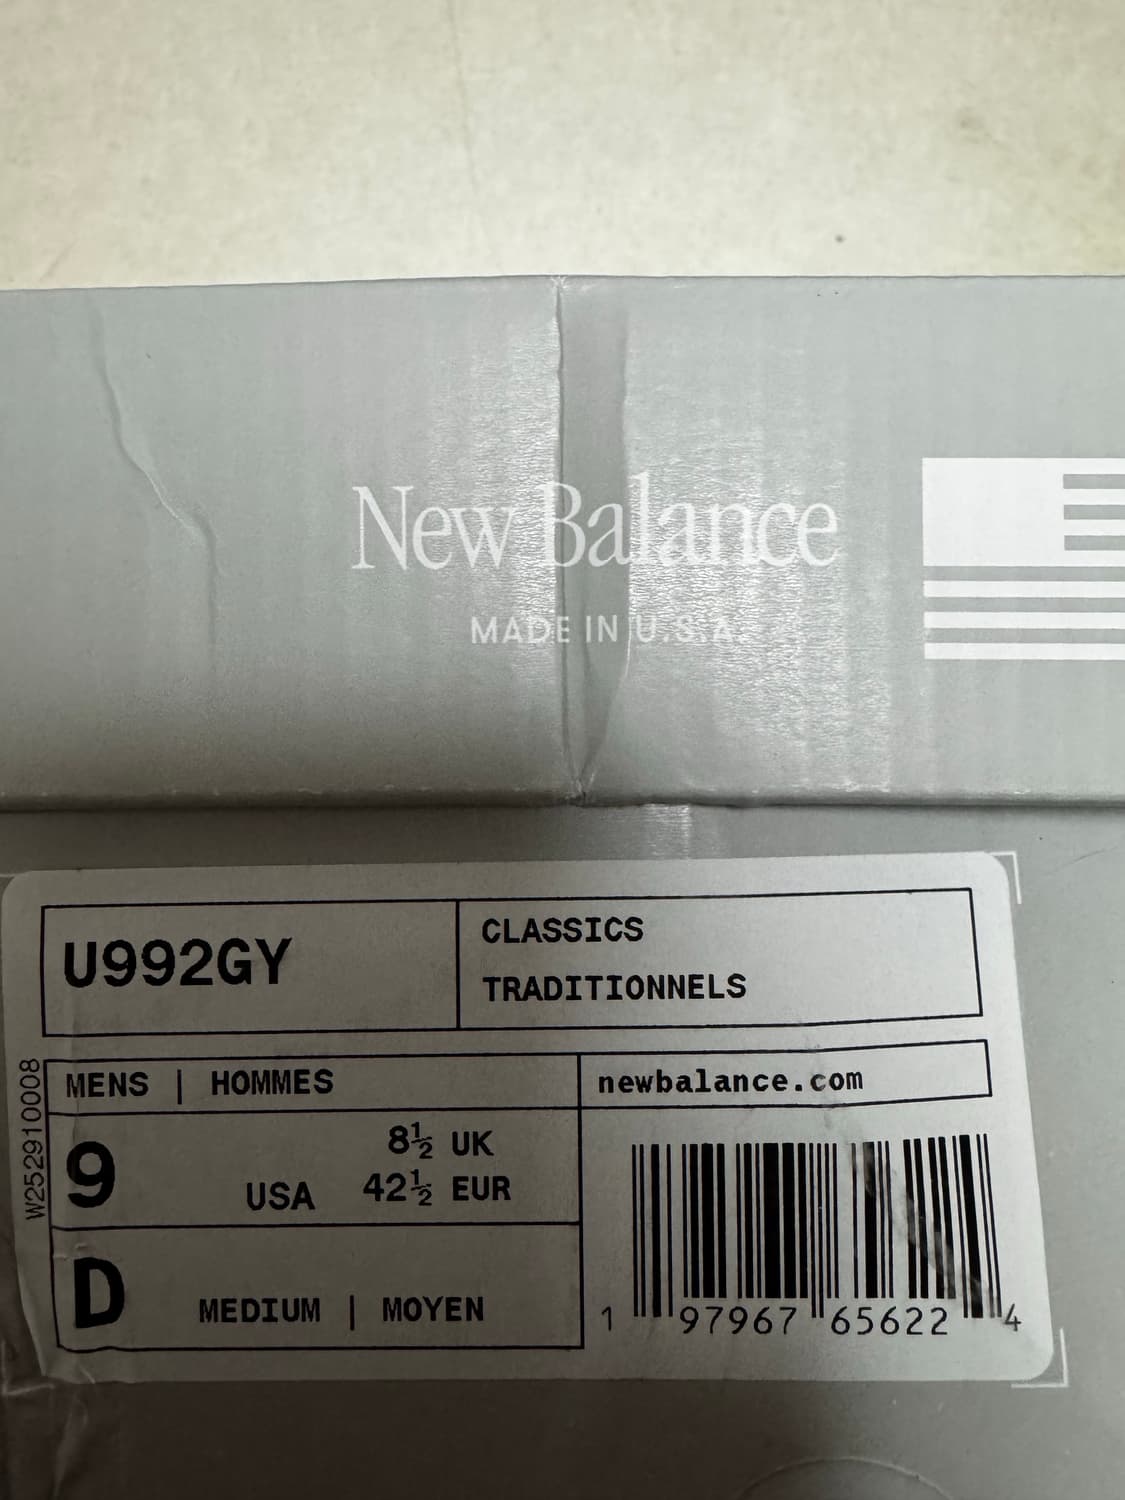 New Balance
MADE IN U.S.A.
U992GY
CLASSICS
TRADITIONNELS
W252910008
MENS | HOMMES
newbalance.com
9 USA
8½ UK
42½ EUR
D MEDIUM | MOYEN
1 97967 65622 4